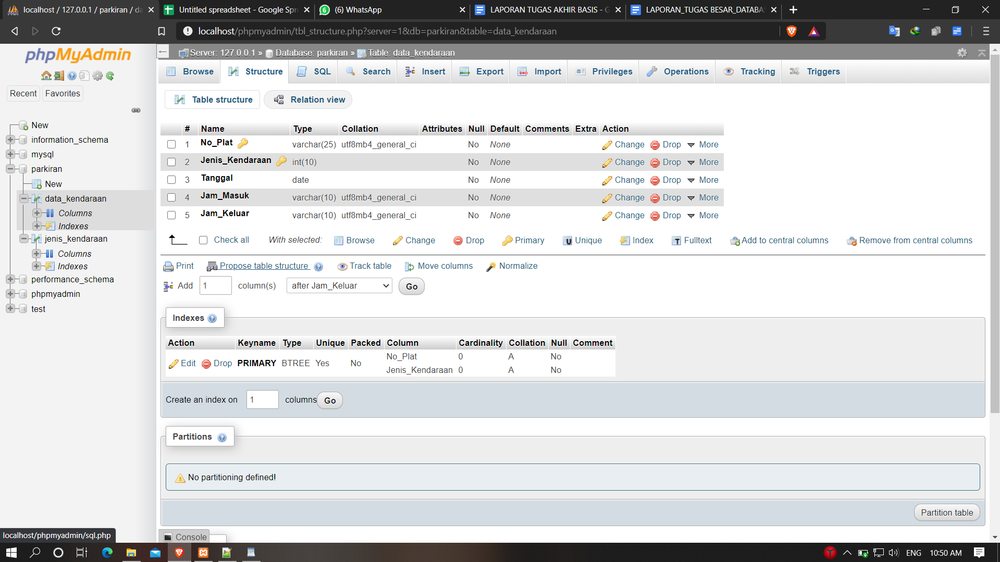 localhost / 127.0.0.1 / parkiran / da
Untitled spreadsheet - Google Spr
(6) WhatsApp
LAPORAN TUGAS AKHIR BASIS - G
LAPORAN_TUGAS BESAR_DATABA
localhost/phpmyadmin/tbl_structure.php?server=1&db=parkiran&table=data_kendaraan
phpMyAdmin
Recent Favorites
New
information_schema
mysql
parkiran
New
data_kendaraan
Columns
Indexes
jenis_kendaraan
Columns
Indexes
performance_schema
phpmyadmin
test
Server: 127.0.0.1 » Database: parkiran » Table: data_kendaraan
Browse Structure SQL Search Insert Export Import Privileges Operations Tracking Triggers
Table structure Relation view
# Name Type Collation Attributes Null Default Comments Extra Action
1 No_Plat varchar(25) utf8mb4_general_ci No None Change Drop More
2 Jenis_Kendaraan int(10) No None Change Drop More
3 Tanggal date No None Change Drop More
4 Jam_Masuk varchar(10) utf8mb4_general_ci No None Change Drop More
5 Jam_Keluar varchar(10) utf8mb4_general_ci No None Change Drop More
Check all With selected: Browse Change Drop Primary Unique Index Fulltext Add to central columns Remove from central columns
Print Propose table structure Track table Move columns Normalize
Add 1 column(s) after Jam_Keluar Go
Indexes
Action Keyname Type Unique Packed Column Cardinality Collation Null Comment
Edit Drop PRIMARY BTREE Yes No No_Plat 0 A No
Jenis_Kendaraan 0 A No
Create an index on 1 columns Go
Partitions
No partitioning defined!
Partition table
Console
localhost/phpmyadmin/sql.php
ENG 10:50 AM